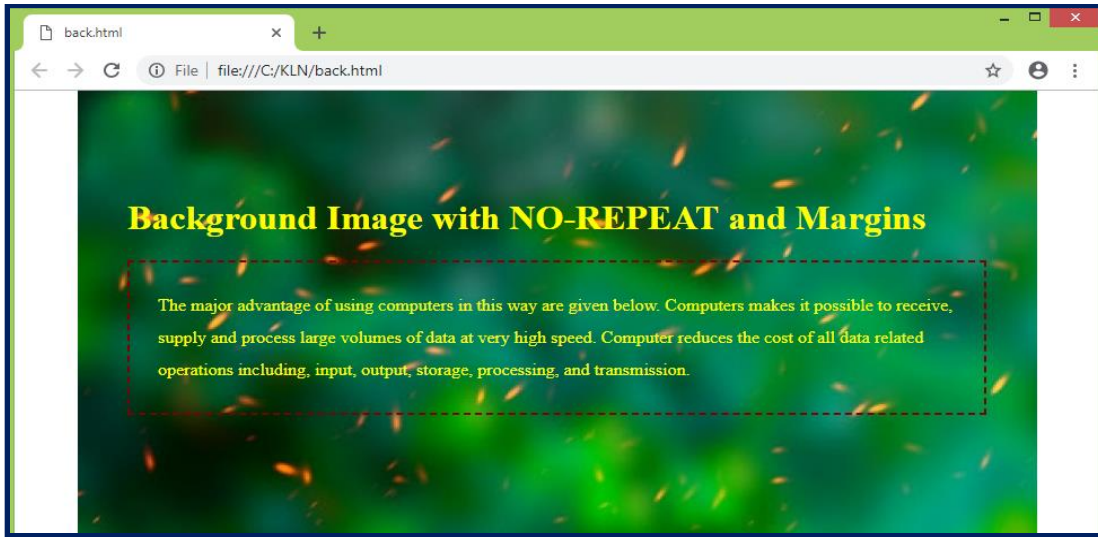 back.html
File | file:///C:/KLN/back.html
Background Image with NO-REPEAT and Margins
The major advantage of using computers in this way are given below. Computers makes it possible to receive,
supply and process large volumes of data at very high speed. Computer reduces the cost of all data related
operations including, input, output, storage, processing, and transmission.